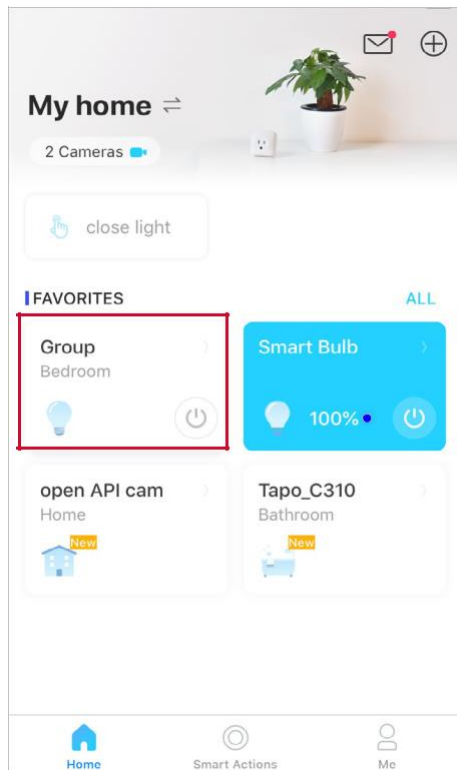 My home
2 Cameras
close light
FAVORITES ALL
Group
Bedroom
Smart Bulb
100%
open API cam
Home
New
Tapo_C310
Bathroom
New
Home
Smart Actions
Me